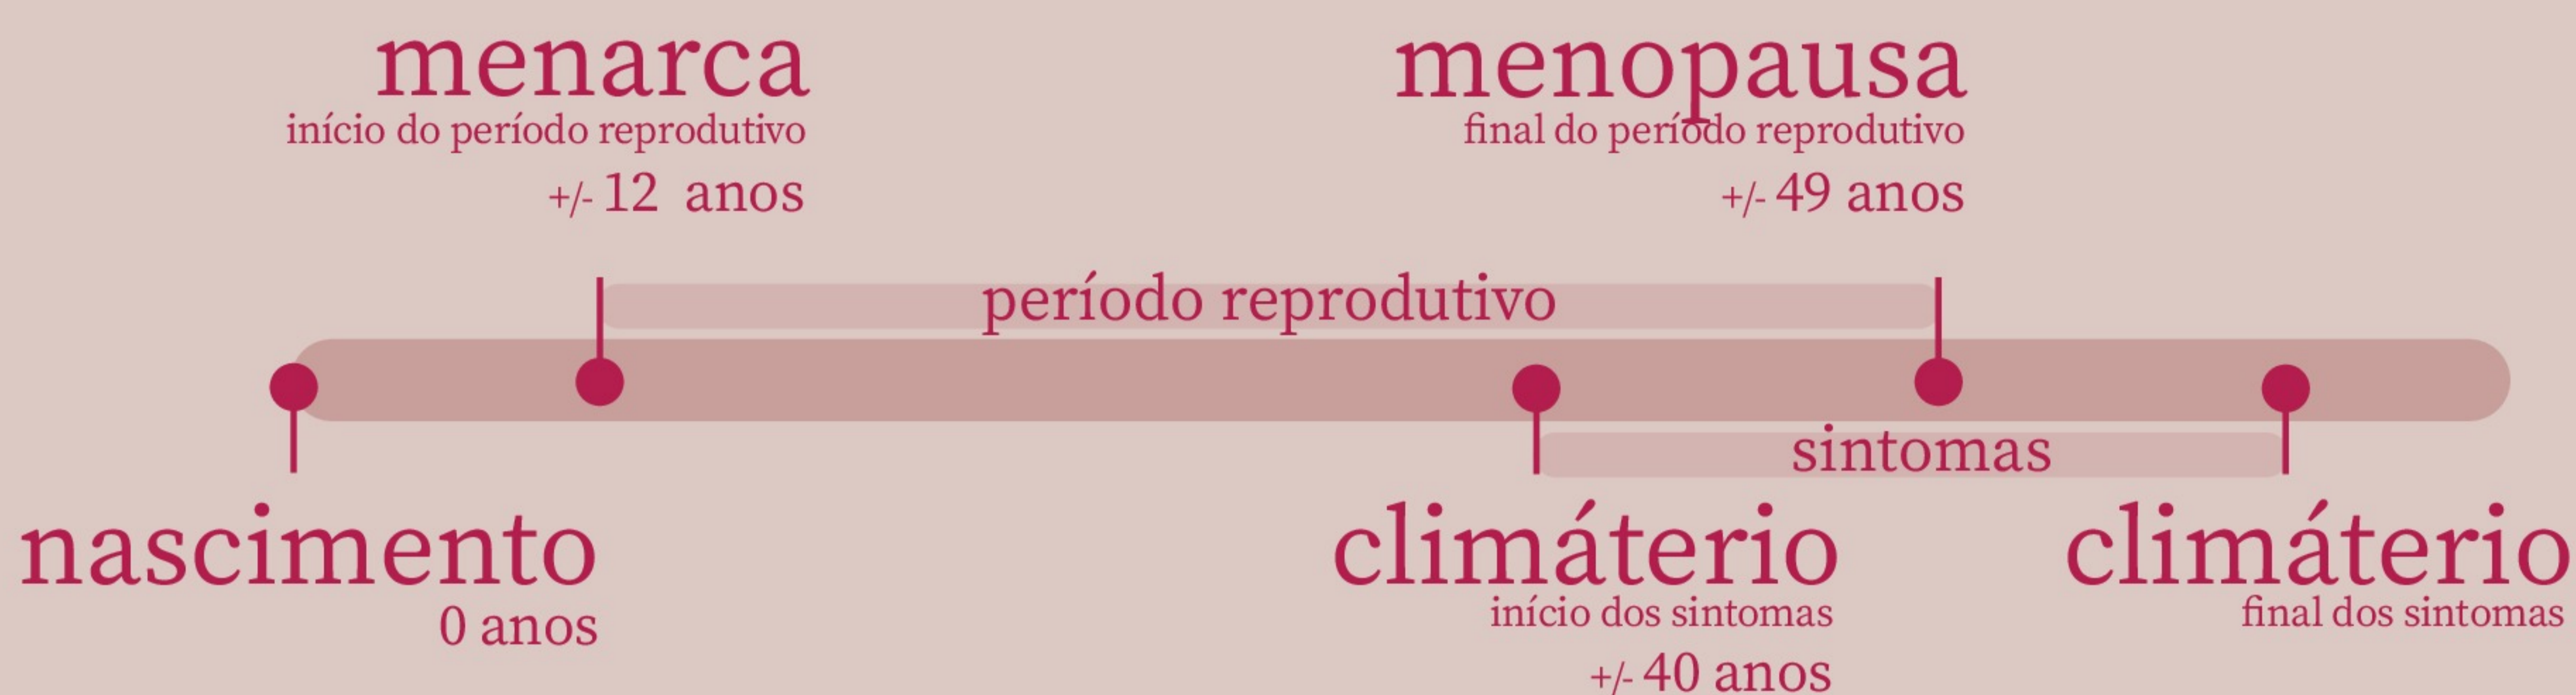 menarca
início do período reprodutivo
+/- 12 anos
menopausa
final do período reprodutivo
+/- 49 anos
período reprodutivo
sintomas
nascimento
0 anos
climáterio
início dos sintomas
+/- 40 anos
climáterio
final dos sintomas